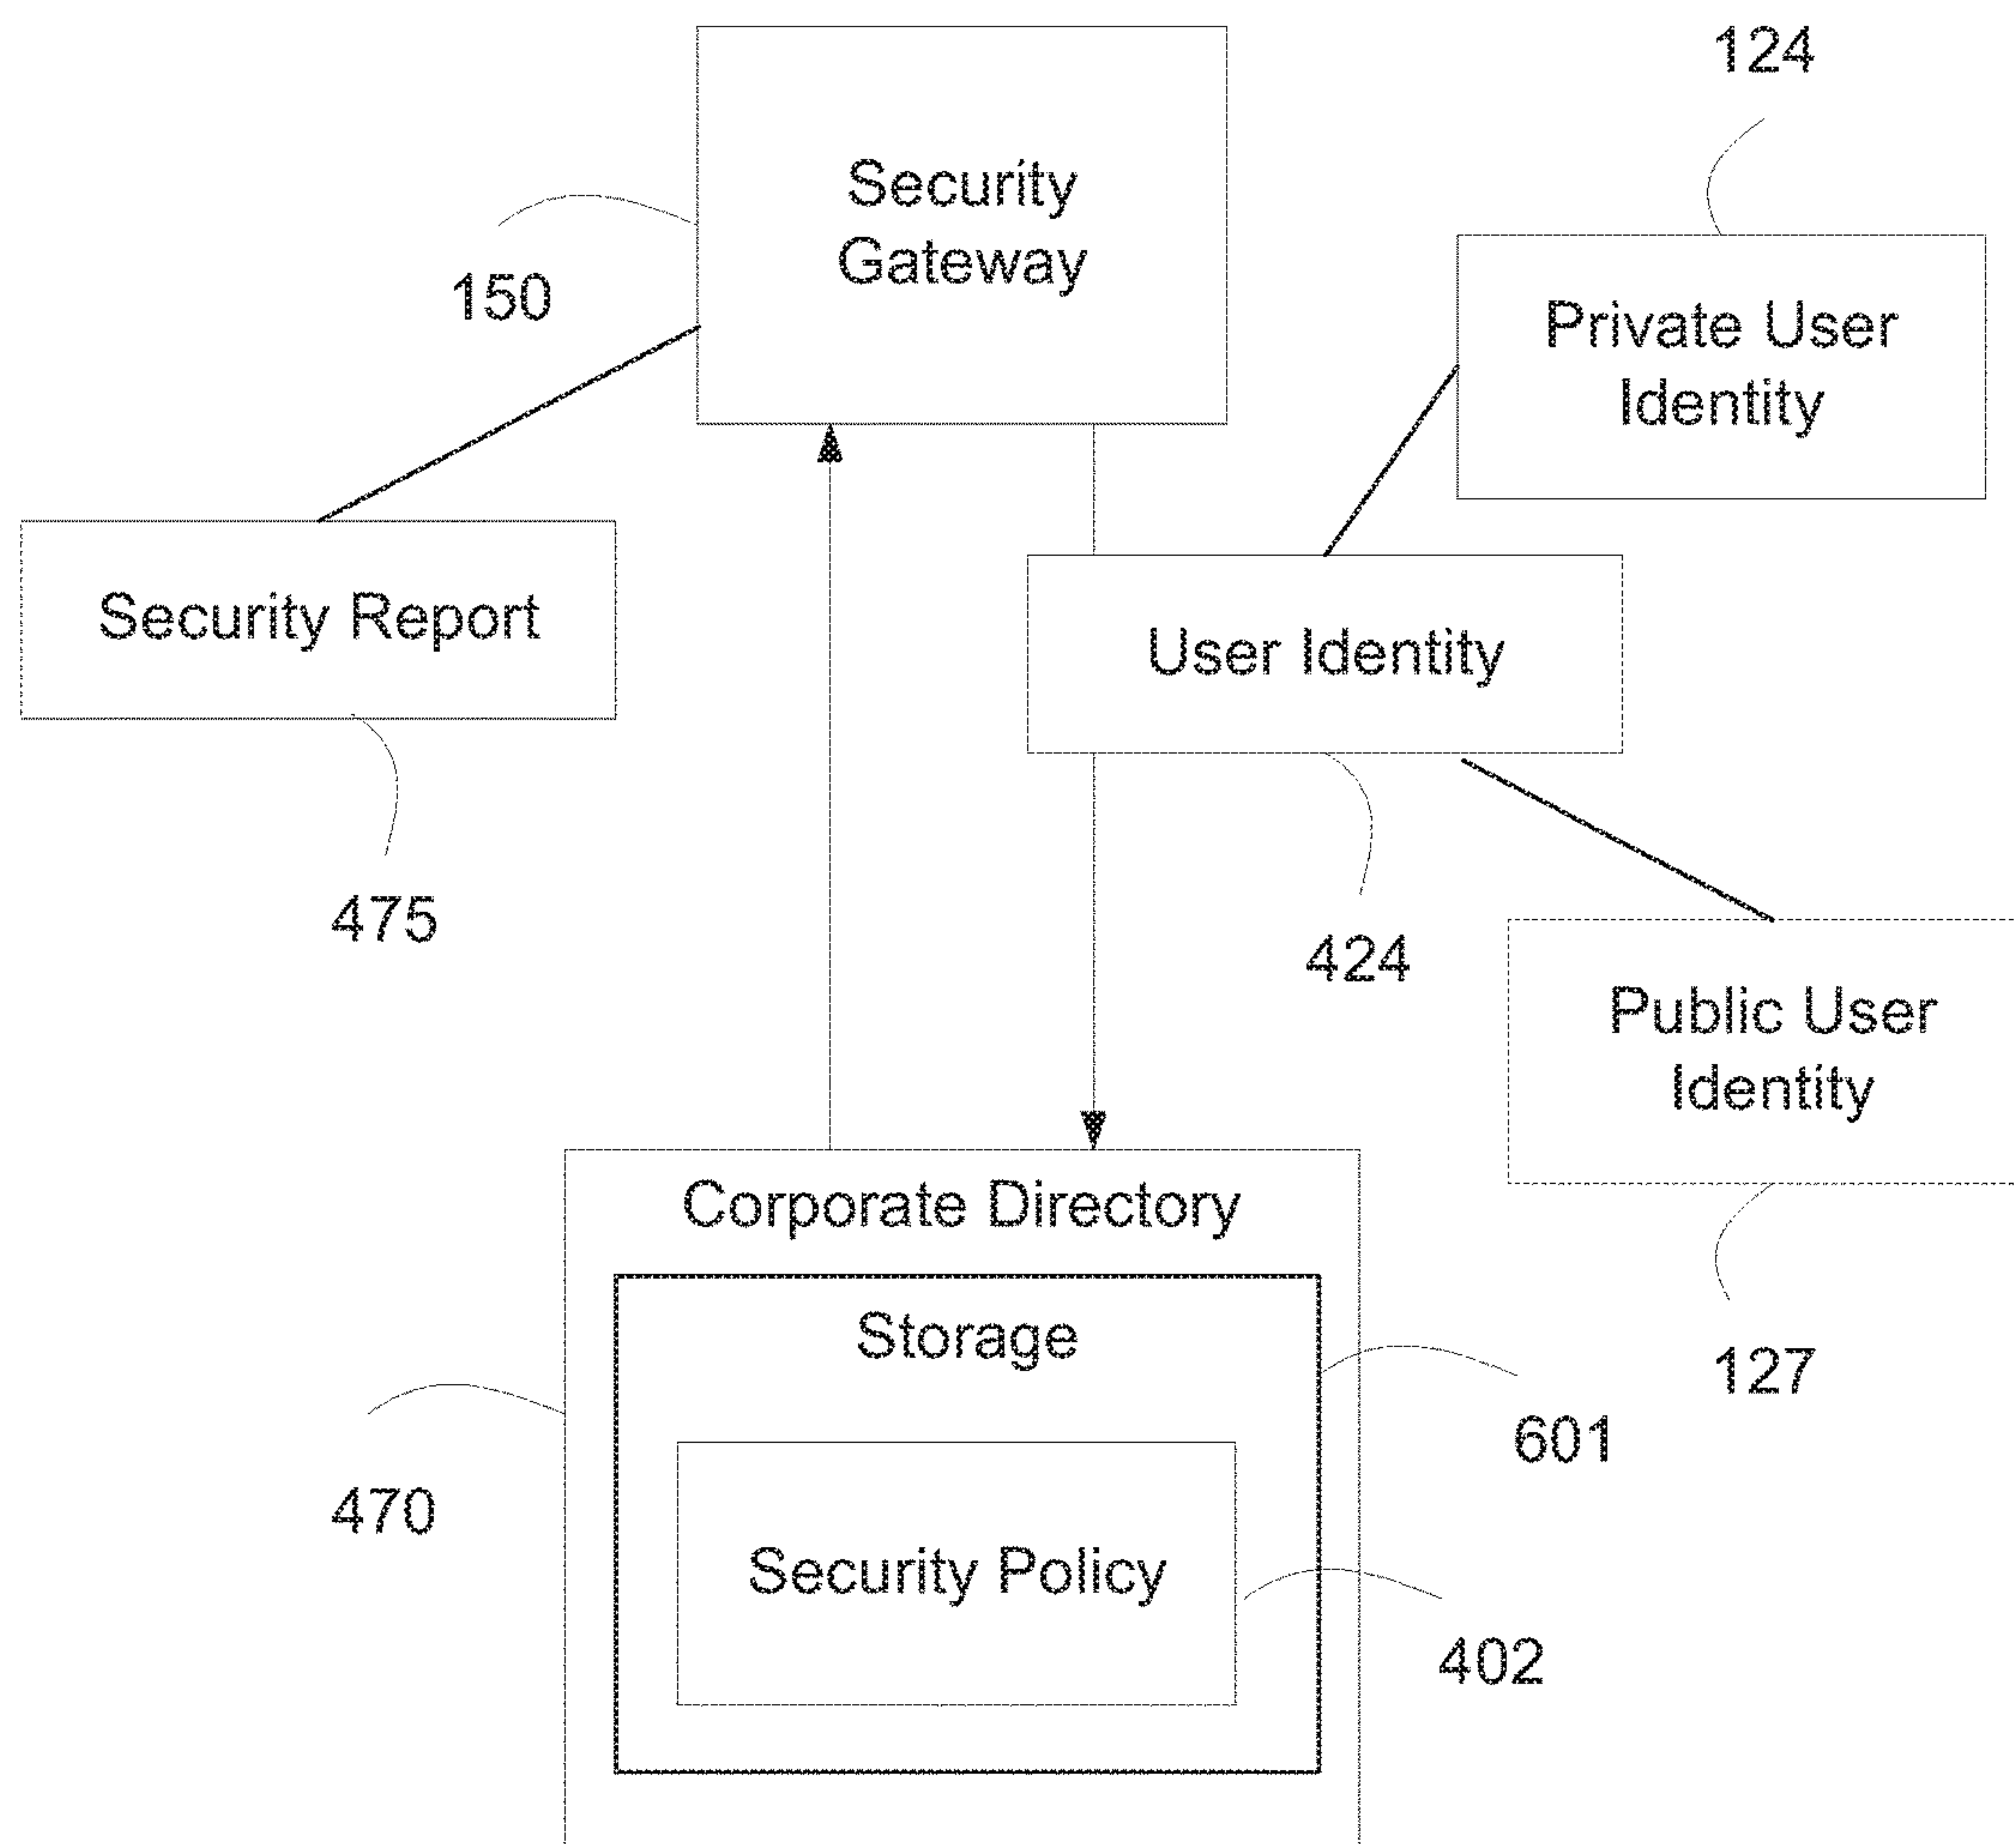 124
Security
Gateway
150
Private User
Identity
Security Report
User Identity
475
424
Public User
Identity
Corporate Directory
Storage
127
601
470
Security Policy
402